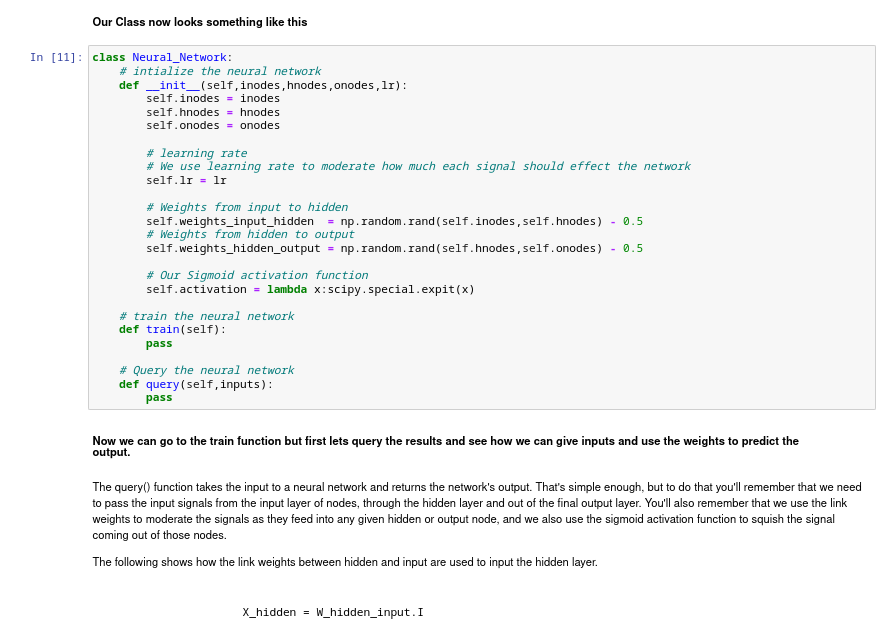 Our Class now looks something like this
In [11]: class Neural_Network:
    # intialize the neural network
    def __init__(self,inodes,hnodes,onodes,lr):
        self.inodes = inodes
        self.hnodes = hnodes
        self.onodes = onodes
        # learning rate
        # We use learning rate to moderate how much each signal should effect the network
        self.lr = lr
        # Weights from input to hidden
        self.weights_input_hidden  = np.random.rand(self.inodes,self.hnodes) - 0.5
        # Weights from hidden to output
        self.weights_hidden_output = np.random.rand(self.hnodes,self.onodes) - 0.5
        # Our Sigmoid activation function
        self.activation = lambda x:scipy.special.expit(x)
    # train the neural network
    def train(self):
        pass
    # Query the neural network
    def query(self,inputs):
        pass
Now we can go to the train function but first lets query the results and see how we can give inputs and use the weights to predict the
output.
The query() function takes the input to a neural network and returns the network's output. That's simple enough, but to do that you'll remember that we need
to pass the input signals from the input layer of nodes, through the hidden layer and out of the final output layer. You'll also remember that we use the link
weights to moderate the signals as they feed into any given hidden or output node, and we also use the sigmoid activation function to squish the signal
coming out of those nodes.
The following shows how the link weights between hidden and input are used to input the hidden layer.
X_hidden = W_hidden_input.I